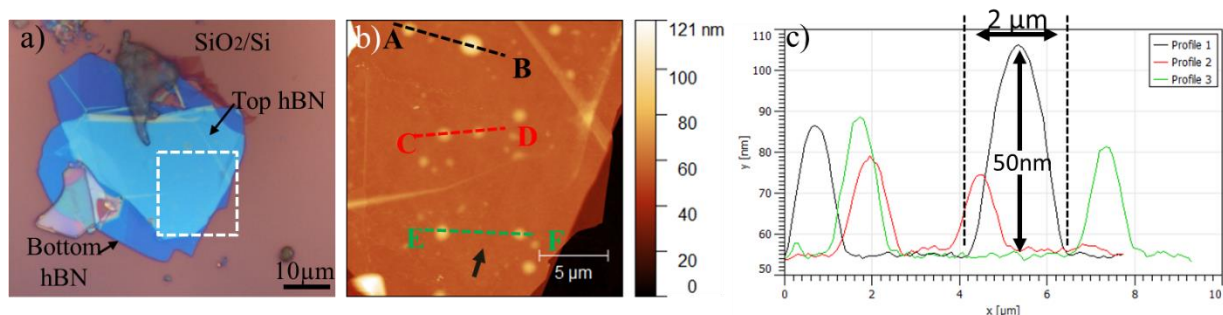 a)
SiO2/Si
Top hBN
Bottom
hBN
10µm
b)
A
B
C
D
E
F
5 µm
121 nm
100
80
60
40
20
0
c)
2 µm
50nm
Profile 1
Profile 2
Profile 3
110
100
90
80
70
60
50
y [nm]
0
2
4
6
8
x [µm]